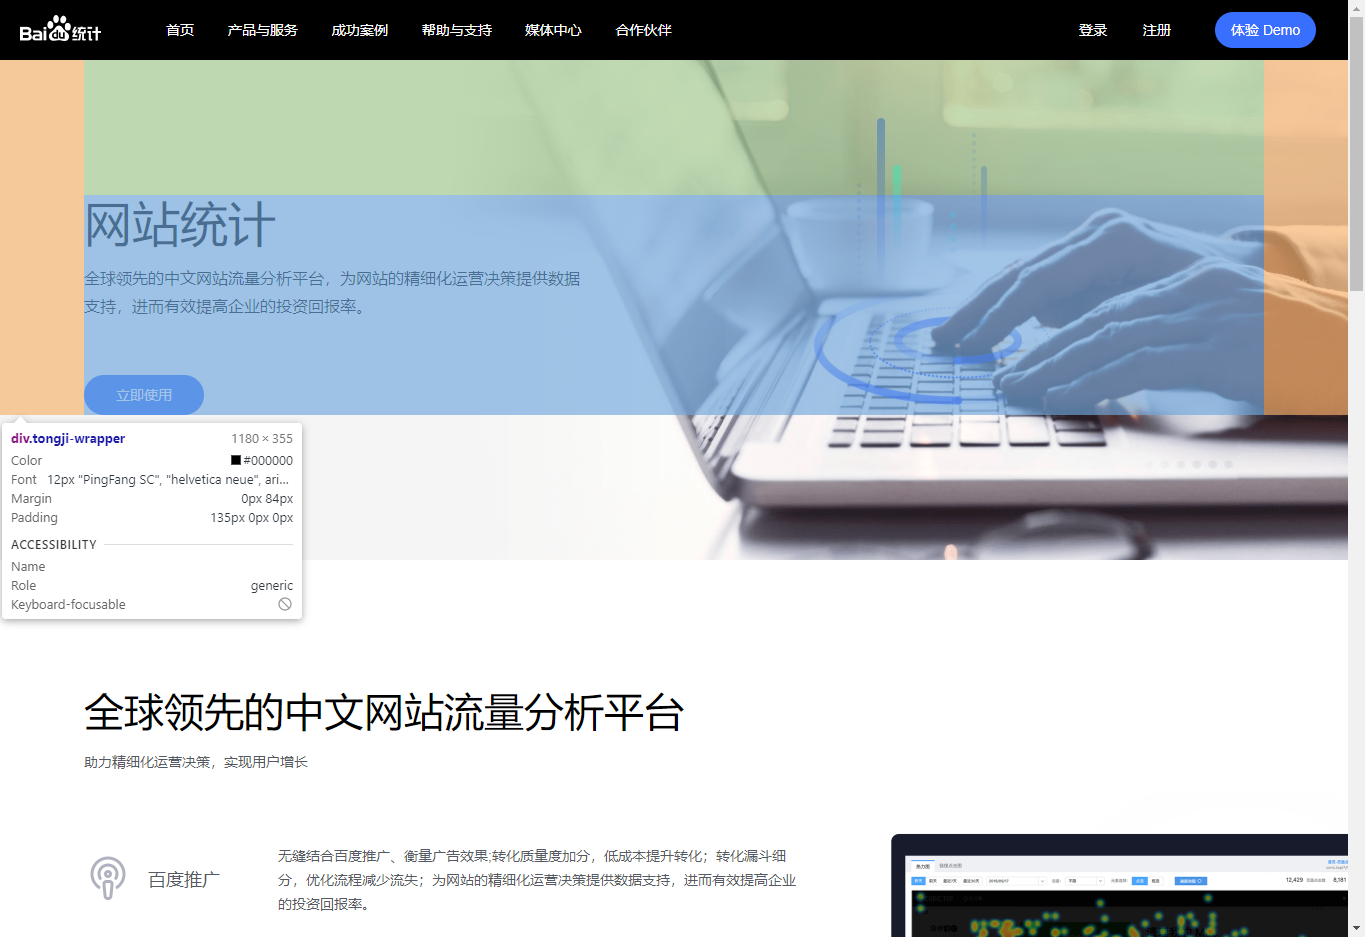 Bai du 统计
首页 产品与服务 成功案例 帮助与支持 媒体中心 合作伙伴 登录 注册 体验 Demo
网站统计
全球领先的中文网站流量分析平台，为网站的精细化运营决策提供数据
支持，进而有效提高企业的投资回报率。
立即使用
div.tongji-wrapper 1180 × 355
Color #000000
Font 12px "PingFang SC", "helvetica neue", ari...
Margin 0px 84px
Padding 135px 0px 0px
ACCESSIBILITY
Name
Role generic
Keyboard-focusable
全球领先的中文网站流量分析平台
助力精细化运营决策，实现用户增长
百度推广
无缝结合百度推广、衡量广告效果;转化质量度加分，低成本提升转化；转化漏斗细
分，优化流程减少流失；为网站的精细化运营决策提供数据支持，进而有效提高企业
的投资回报率。
热力图
12,429 8,181